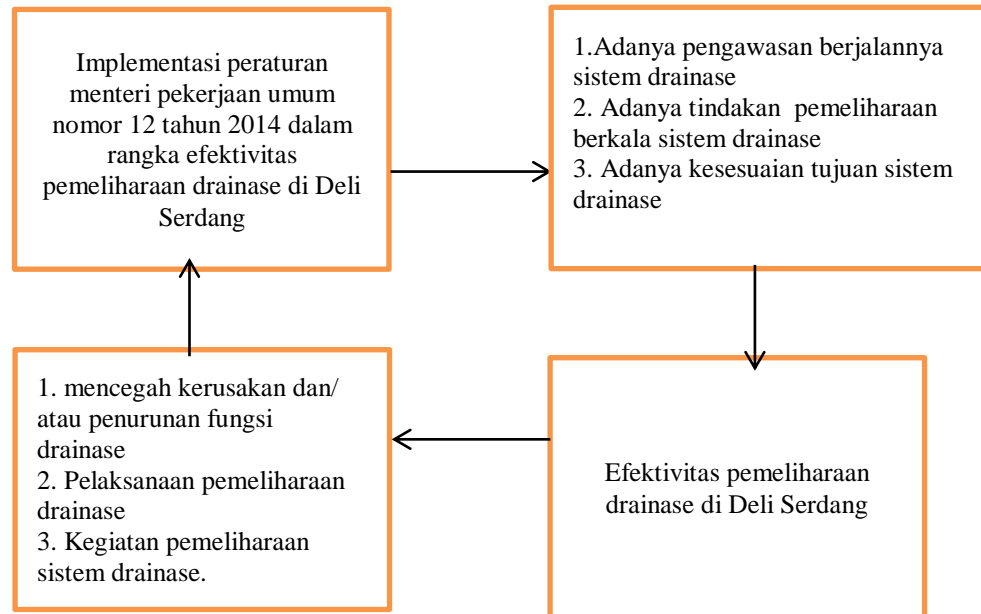 Implementasi peraturan
menteri pekerjaan umum
nomor 12 tahun 2014 dalam
rangka efektivitas
pemeliharaan drainase di Deli
Serdang
1.Adanya pengawasan berjalannya
sistem drainase
2. Adanya tindakan  pemeliharaan
berkala sistem drainase
3. Adanya kesesuaian tujuan sistem
drainase
Efektivitas pemeliharaan
drainase di Deli Serdang
1. mencegah kerusakan dan/
atau penurunan fungsi
drainase
2. Pelaksanaan pemeliharaan
drainase
3. Kegiatan pemeliharaan
sistem drainase.